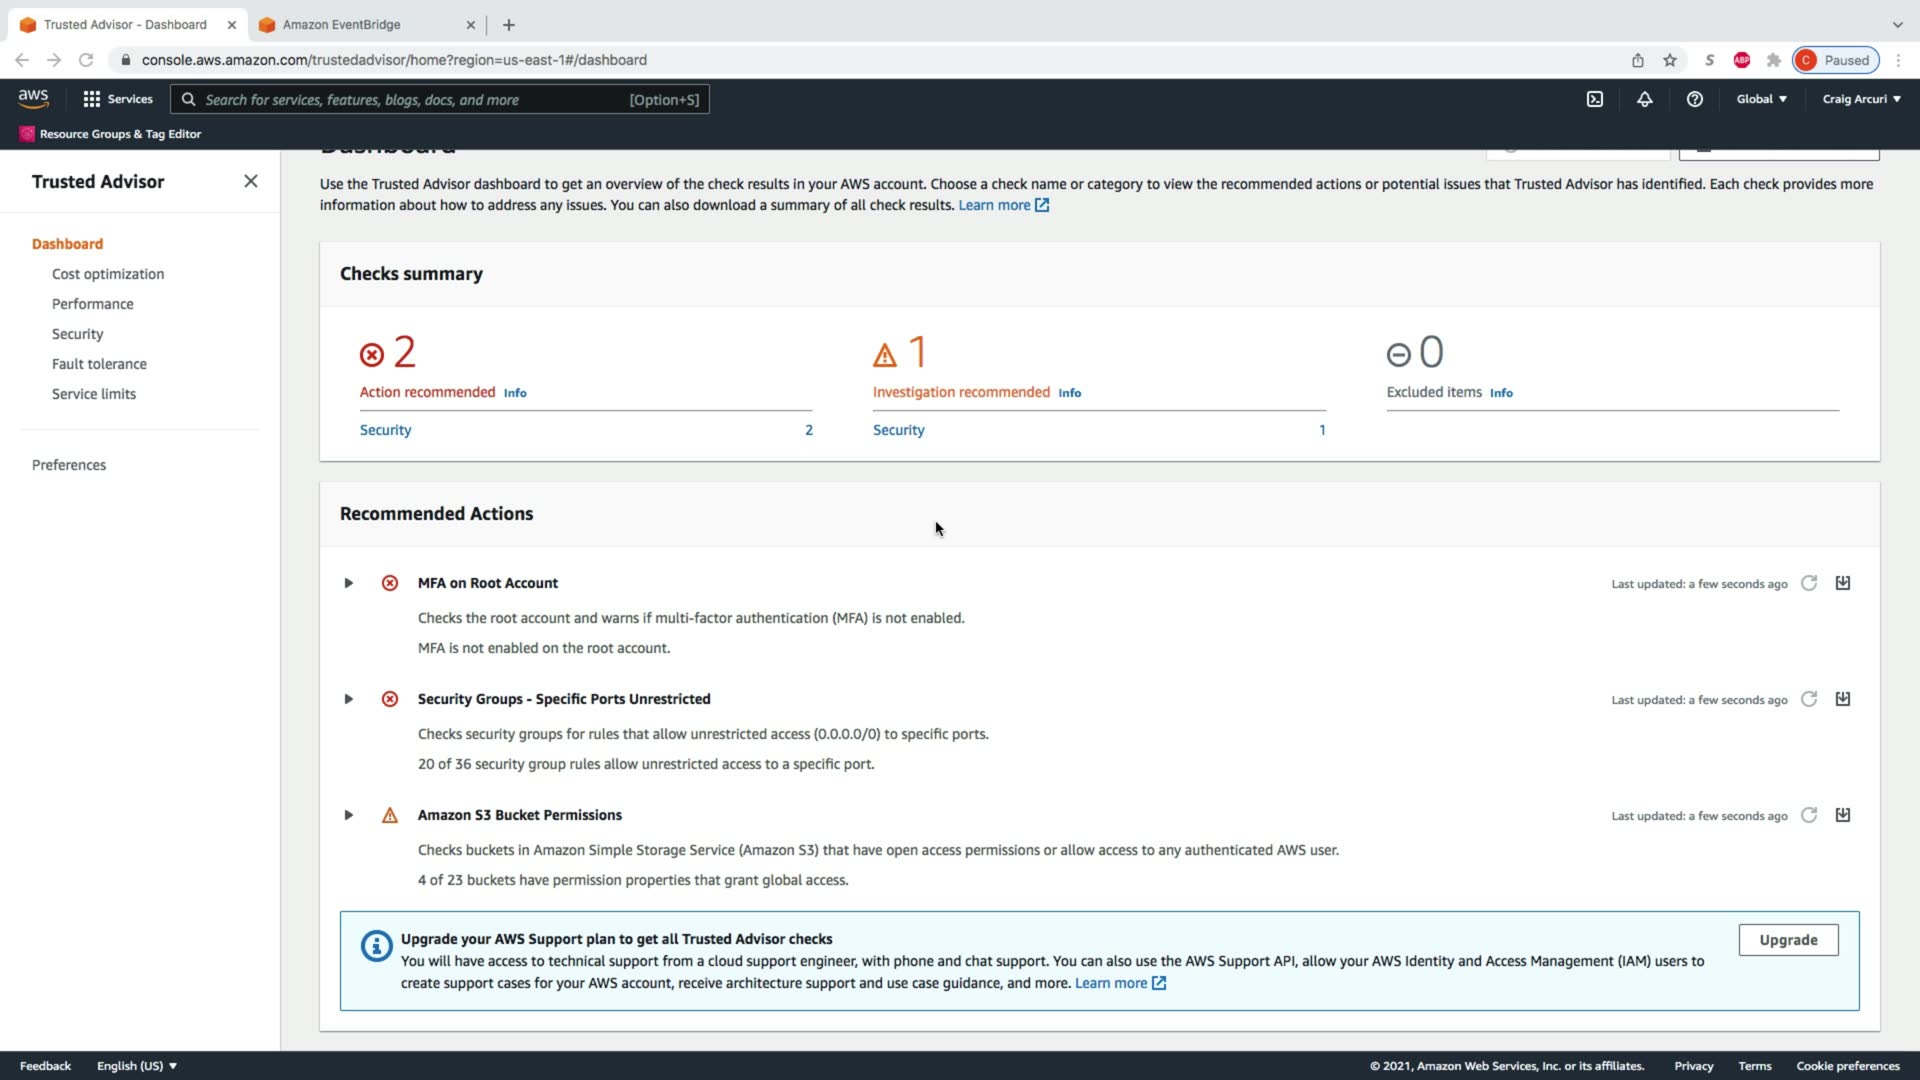 Trusted Advisor - Dashboard
Amazon EventBridge
console.aws.amazon.com/trustedadvisor/home?region=us-east-1#/dashboard
S
ABP
C
Paused
aws
Services
Search for services, features, blogs, docs, and more
[Option+S]
Global
Craig Arcuri
Resource Groups & Tag Editor
Trusted Advisor
Dashboard
Cost optimization
Performance
Security
Fault tolerance
Service limits
Preferences
Dashboard
Use the Trusted Advisor dashboard to get an overview of the check results in your AWS account. Choose a check name or category to view the recommended actions or potential issues that Trusted Advisor has identified. Each check provides more
information about how to address any issues. You can also download a summary of all check results. Learn more
Checks summary
2
Action recommended Info
Security 2
1
Investigation recommended Info
Security 1
0
Excluded items Info
Recommended Actions
MFA on Root Account
Last updated: a few seconds ago
Checks the root account and warns if multi-factor authentication (MFA) is not enabled.
MFA is not enabled on the root account.
Security Groups - Specific Ports Unrestricted
Last updated: a few seconds ago
Checks security groups for rules that allow unrestricted access (0.0.0.0/0) to specific ports.
20 of 36 security group rules allow unrestricted access to a specific port.
Amazon S3 Bucket Permissions
Last updated: a few seconds ago
Checks buckets in Amazon Simple Storage Service (Amazon S3) that have open access permissions or allow access to any authenticated AWS user.
4 of 23 buckets have permission properties that grant global access.
Upgrade your AWS Support plan to get all Trusted Advisor checks
You will have access to technical support from a cloud support engineer, with phone and chat support. You can also use the AWS Support API, allow your AWS Identity and Access Management (IAM) users to
create support cases for your AWS account, receive architecture support and use case guidance, and more. Learn more
Upgrade
Feedback
English (US)
© 2021, Amazon Web Services, Inc. or its affiliates.
Privacy
Terms
Cookie preferences